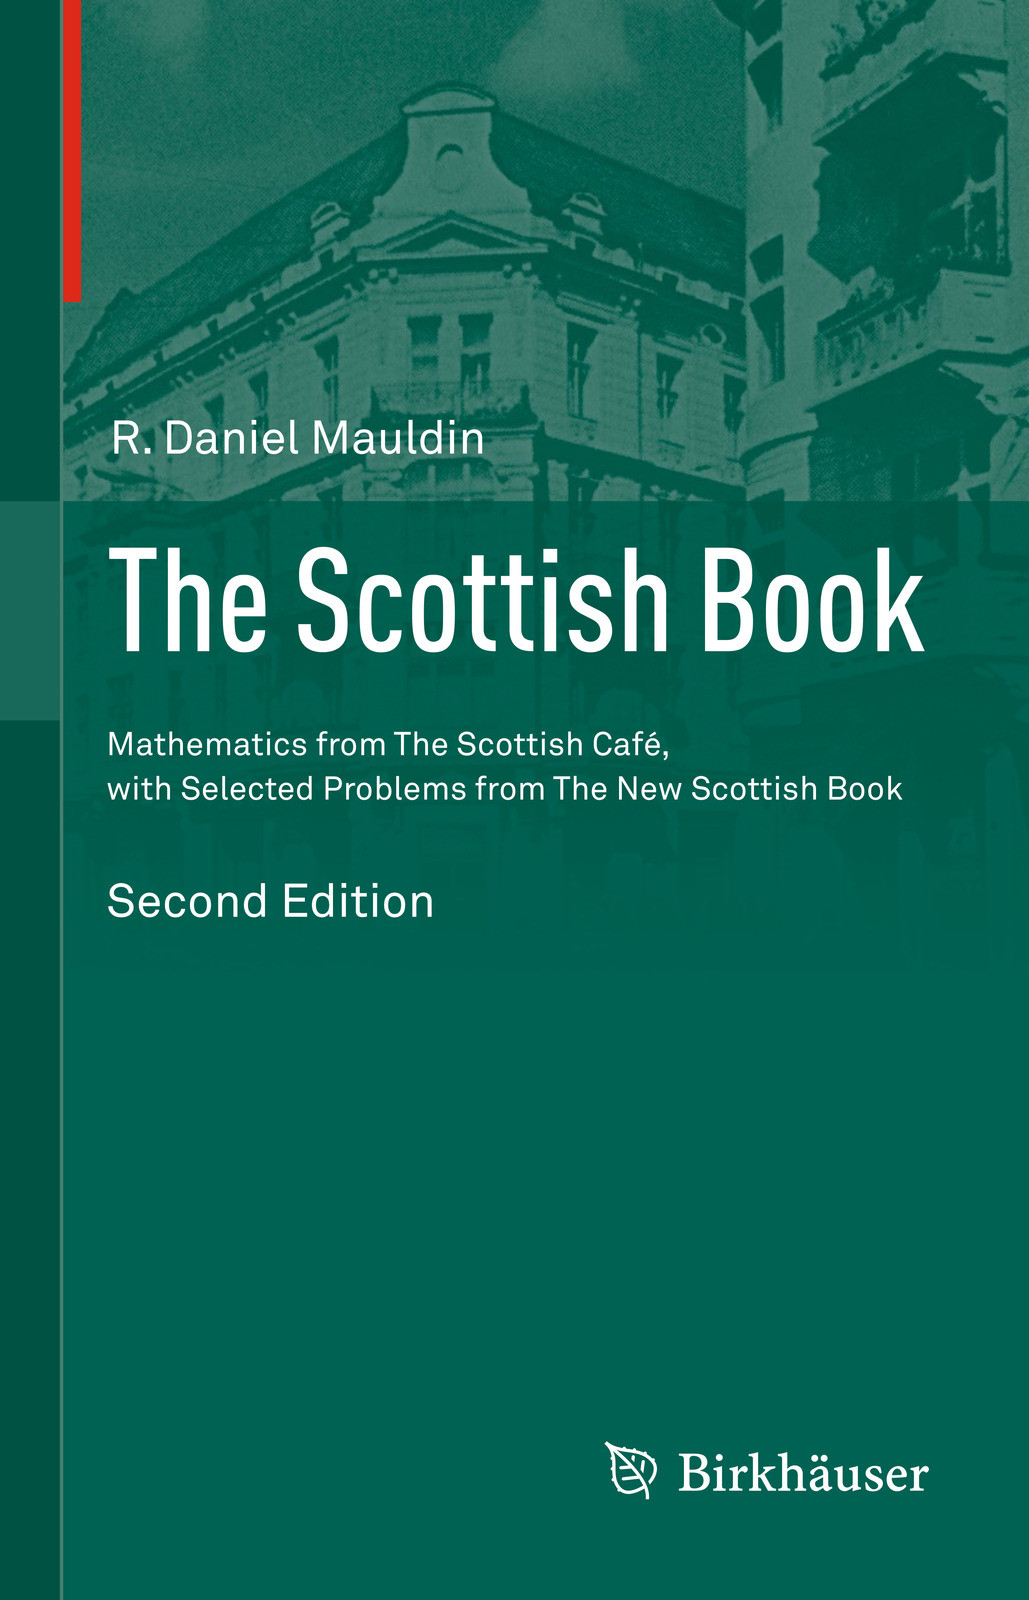 R. Daniel Mauldin
The Scottish Book
Mathematics from The Scottish Café,
with Selected Problems from The New Scottish Book
Second Edition
Birkhäuser